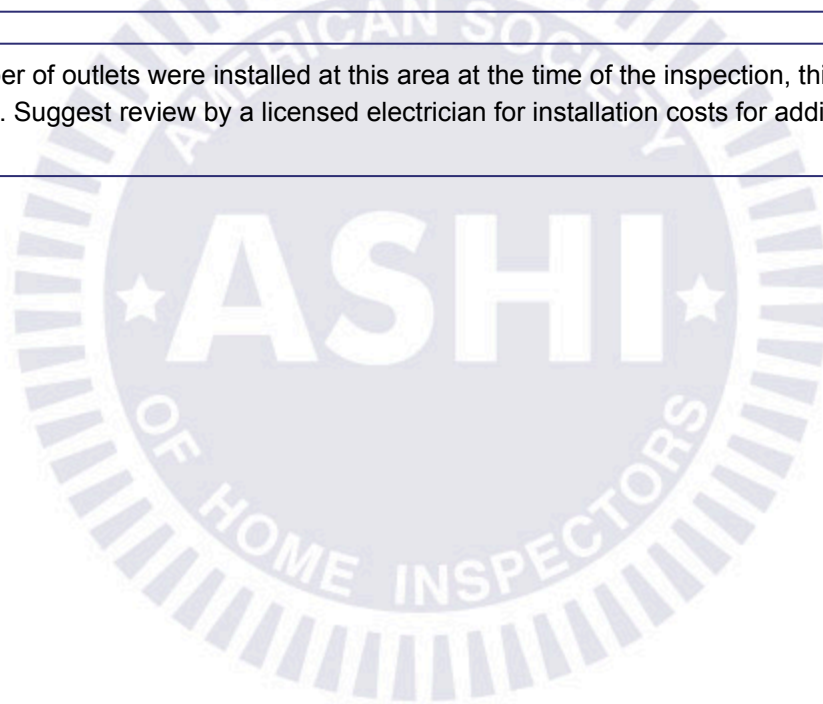 AMERICAN SOCIETY
per of outlets were installed at this area at the time of the inspection, thi
. Suggest review by a licensed electrician for installation costs for addi
ASHI
OF HOME INSPECTORS